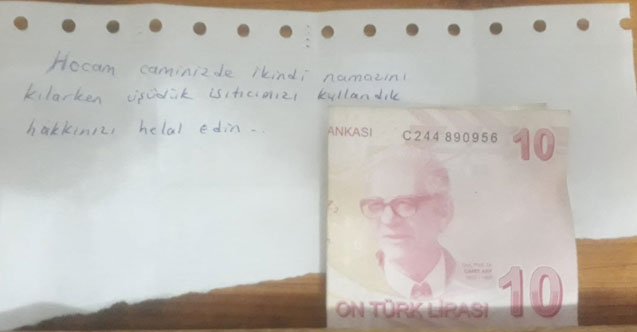 Hocam caminizde ikindi namazını
kılarken üşüdük ısıtıcınızı kullandık
hakkınızı helal edin...
ANKASI
C244 890956
10
ON TÜRK LİRASI
10